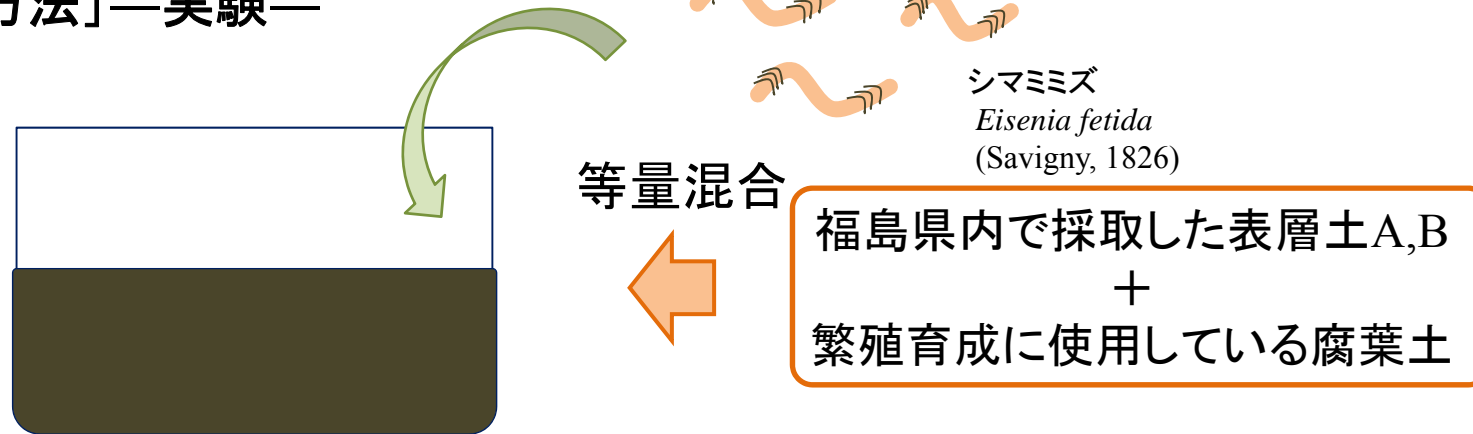 方法」―実験―
シマミミズ
Eisenia fetida
(Savigny, 1826)
等量混合
福島県内で採取した表層土A,B
＋
繁殖育成に使用している腐葉土